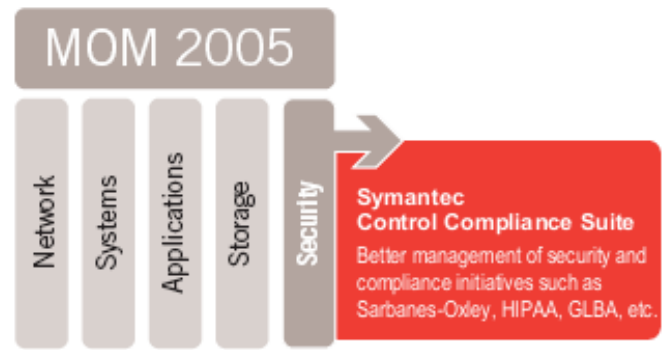 MOM 2005
Network
Systems
Applications
Storage
Security
Symantec
Control Compliance Suite
Better management of security and
compliance initiatives such as
Sarbanes-Oxley, HIPAA, GLBA, etc.